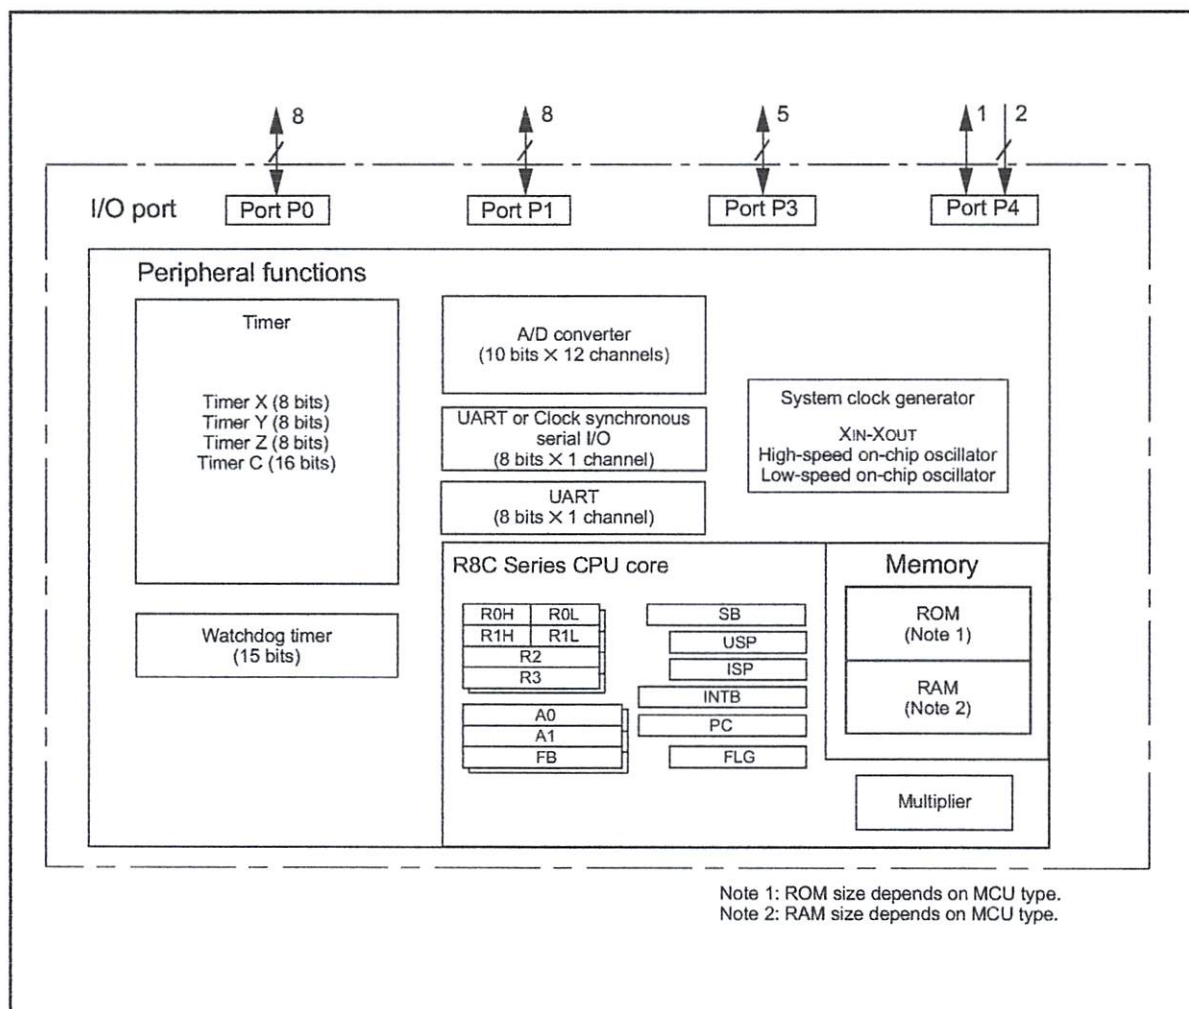 8
8
5
1
2
I/O port
Port P0
Port P1
Port P3
Port P4
Peripheral functions
Timer
Timer X (8 bits)
Timer Y (8 bits)
Timer Z (8 bits)
Timer C (16 bits)
Watchdog timer
(15 bits)
A/D converter
(10 bits × 12 channels)
UART or Clock synchronous
serial I/O
(8 bits × 1 channel)
UART
(8 bits × 1 channel)
System clock generator
XIN-XOUT
High-speed on-chip oscillator
Low-speed on-chip oscillator
R8C Series CPU core
R0H R0L
R1H R1L
R2
R3
A0
A1
FB
SB
USP
ISP
INTB
PC
FLG
Memory
ROM
(Note 1)
RAM
(Note 2)
Multiplier
Note 1: ROM size depends on MCU type.
Note 2: RAM size depends on MCU type.